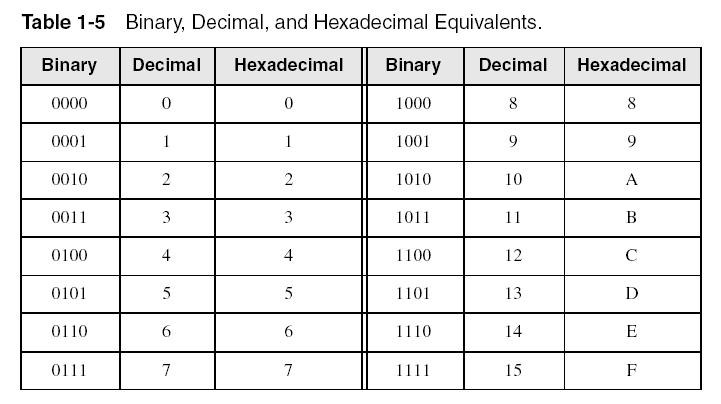 Table 1-5 Binary, Decimal, and Hexadecimal Equivalents.
Binary Decimal Hexadecimal Binary Decimal Hexadecimal
0000 0 0 1000 8 8
0001 1 1 1001 9 9
0010 2 2 1010 10 A
0011 3 3 1011 11 B
0100 4 4 1100 12 C
0101 5 5 1101 13 D
0110 6 6 1110 14 E
0111 7 7 1111 15 F